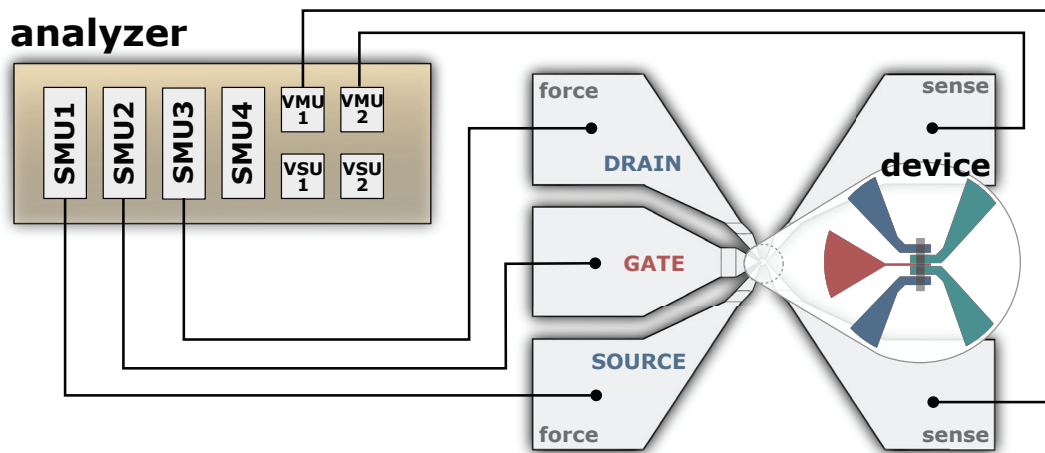 analyzer
SMU1
SMU2
SMU3
SMU4
VMU
1
VMU
2
VSU
1
VSU
2
force
DRAIN
sense
device
GATE
SOURCE
force
sense